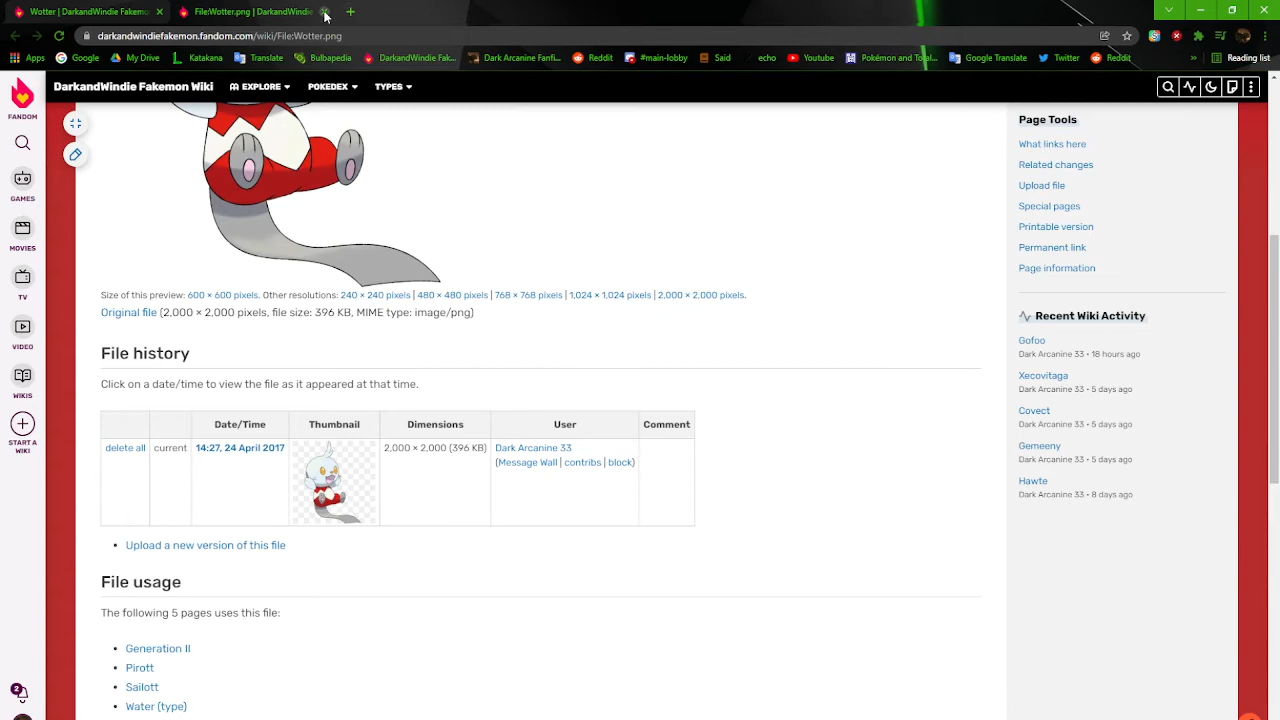 Wotter | DarkandWindie Fakemo
File:Wotter.png | DarkandWindie
darkandwindiefakemon.fandom.com/wiki/File:Wotter.png
Apps
Google
My Drive
Katakana
Translate
Bulbapedia
DarkandWindie Fak...
Dark Arcanine Fanfi...
Reddit
#main-lobby
Said
echo
YouTube
Pokémon and Total...
Google Translate
Twitter
Reddit
»
Reading list
DarkandWindie Fakemon Wiki
EXPLORE
POKEDEX
TYPES
FANDOM
GAMES
MOVIES
TV
VIDEO
WIKIS
START A
WIKI
2
Size of this preview: 600 × 600 pixels. Other resolutions: 240 × 240 pixels | 480 × 480 pixels | 768 × 768 pixels | 1,024 × 1,024 pixels | 2,000 × 2,000 pixels.
Original file (2,000 × 2,000 pixels, file size: 396 KB, MIME type: image/png)
File history
Click on a date/time to view the file as it appeared at that time.
Date/Time Thumbnail Dimensions User Comment
delete all current 14:27, 24 April 2017 2,000 × 2,000 (396 KB) Dark Arcanine 33
(Message Wall | contribs | block)
• Upload a new version of this file
File usage
The following 5 pages uses this file:
• Generation II
• Pirott
• Sailott
• Water (type)
Page Tools
What links here
Related changes
Upload file
Special pages
Printable version
Permanent link
Page information
Recent Wiki Activity
Gofoo
Dark Arcanine 33 • 18 hours ago
Xecovitaga
Dark Arcanine 33 • 5 days ago
Covect
Dark Arcanine 33 • 5 days ago
Gemeeny
Dark Arcanine 33 • 5 days ago
Hawte
Dark Arcanine 33 • 8 days ago